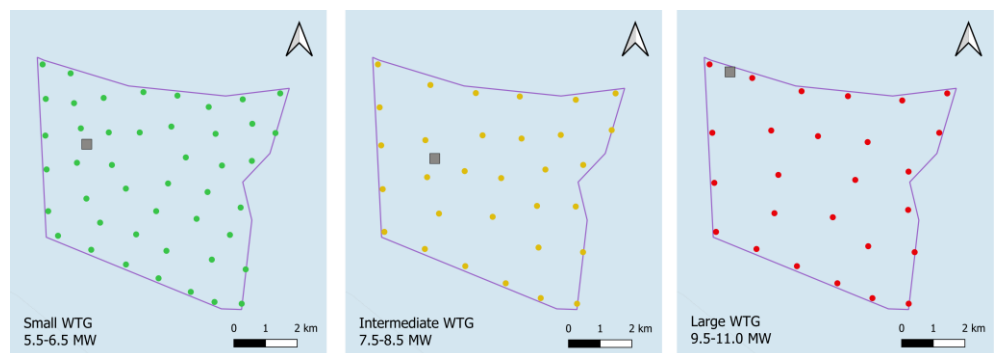 Small WTG
5.5-6.5 MW
0 1 2 km
Intermediate WTG
7.5-8.5 MW
0 1 2 km
Large WTG
9.5-11.0 MW
0 1 2 km